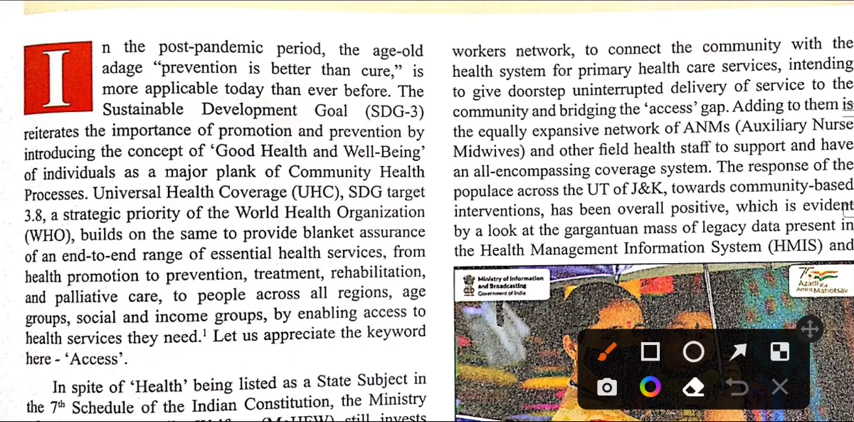 In the post-pandemic period, the age-old
adage “prevention is better than cure,” is
more applicable today than ever before. The
Sustainable Development Goal (SDG-3)
reiterates the importance of promotion and prevention by
introducing the concept of ‘Good Health and Well-Being’
of individuals as a major plank of Community Health
Processes. Universal Health Coverage (UHC), SDG target
3.8, a strategic priority of the World Health Organization
(WHO), builds on the same to provide blanket assurance
of an end-to-end range of essential health services, from
health promotion to prevention, treatment, rehabilitation,
and palliative care, to people across all regions, age
groups, social and income groups, by enabling access to
health services they need.¹ Let us appreciate the keyword
here - ‘Access’.
In spite of ‘Health’ being listed as a State Subject in
the 7th Schedule of the Indian Constitution, the Ministry
(MoHFW) still invests
workers network, to connect the community with the
health system for primary health care services, intending
to give doorstep uninterrupted delivery of service to the
community and bridging the ‘access’ gap. Adding to them is
the equally expansive network of ANMs (Auxiliary Nurse
Midwives) and other field health staff to support and have
an all-encompassing coverage system. The response of the
populace across the UT of J&K, towards community-based
interventions, has been overall positive, which is evident
by a look at the gargantuan mass of legacy data present in
the Health Management Information System (HMIS) and
Ministry of Information
and Broadcasting
Government of India
75
Azadi Ka
Amrit Mahotsav